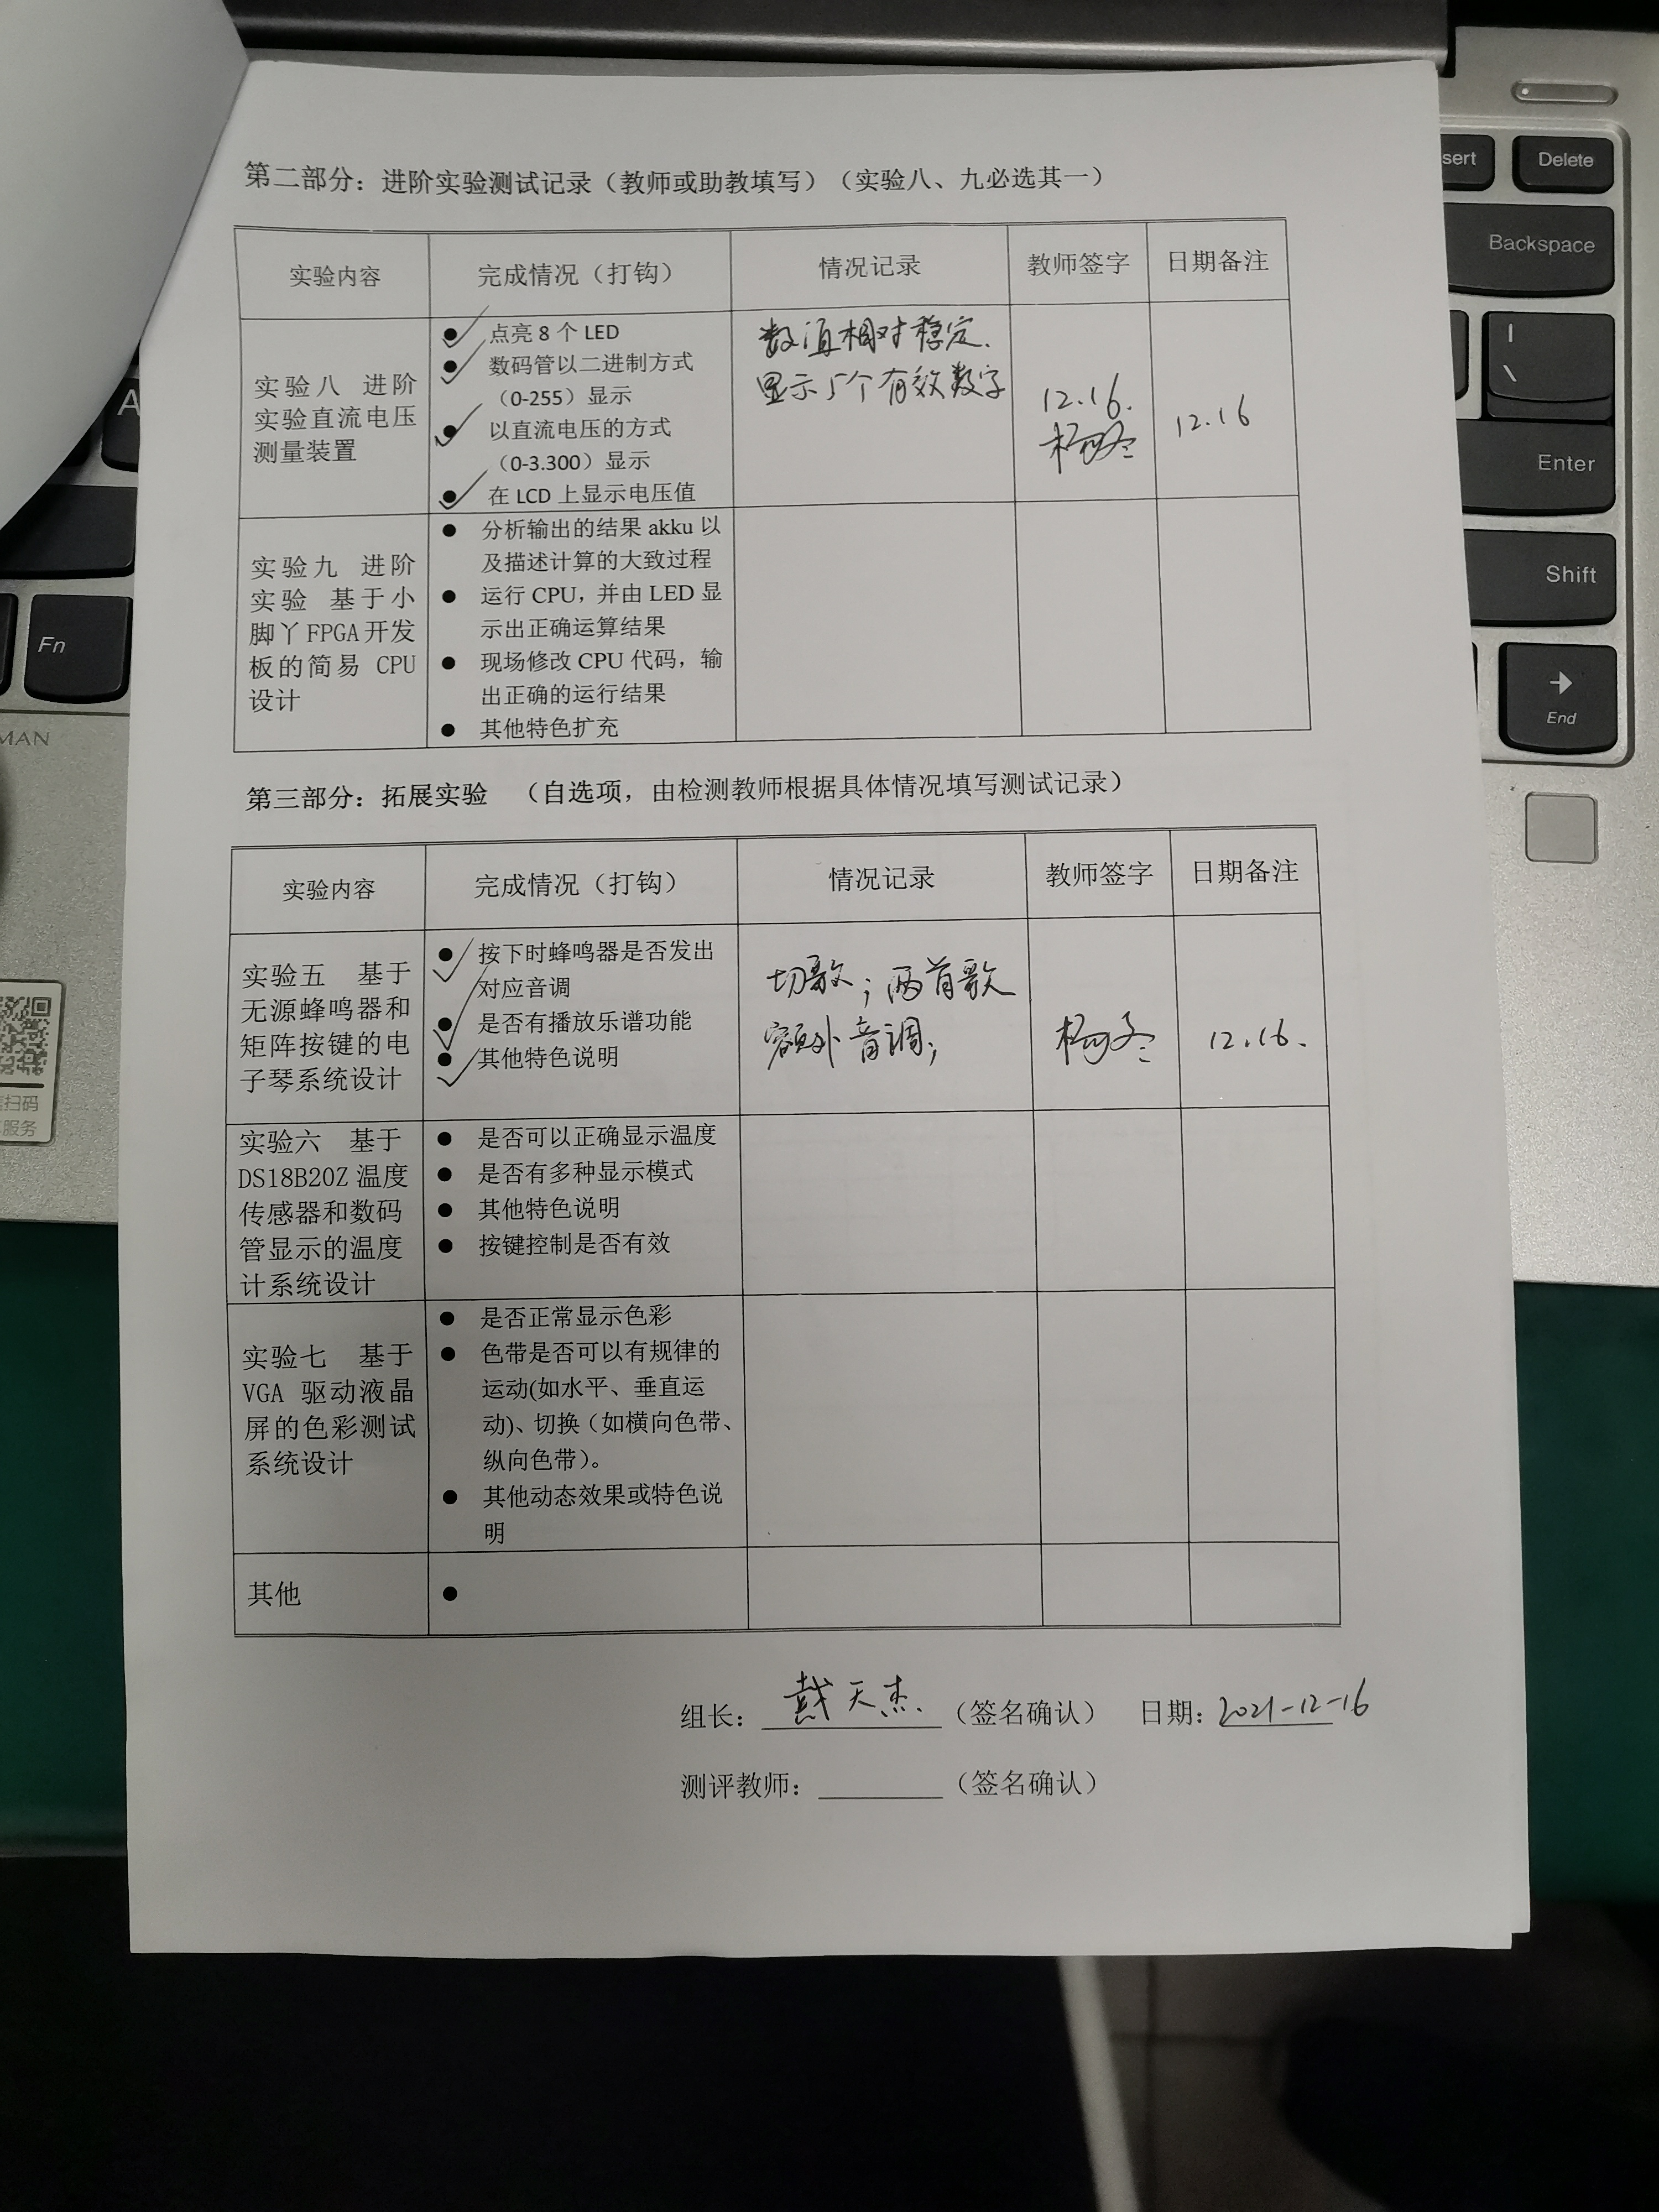 第二部分：进阶实验测试记录（教师或助教填写）（实验八、九必选其一）
实验内容 完成情况（打钩） 情况记录 教师签字 日期备注
实验八 进阶
实验直流电压
测量装置
点亮 8 个 LED
数码管以二进制方式
（0-255）显示
以直流电压的方式
（0-3.300）显示
在 LCD 上显示电压值
数值相对稳定.
显示5个有效数字
12.16.
12.16
实验九 进阶
实验 基于小
脚丫FPGA开发
板的简易 CPU
设计
分析输出的结果 akku 以
及描述计算的大致过程
运行 CPU，并由 LED 显
示出正确运算结果
现场修改 CPU 代码，输
出正确的运行结果
其他特色扩充
第三部分：拓展实验 （自选项，由检测教师根据具体情况填写测试记录）
实验内容 完成情况（打钩） 情况记录 教师签字 日期备注
实验五 基于
无源蜂鸣器和
矩阵按键的电
子琴系统设计
按下时蜂鸣器是否发出
对应音调
是否有播放乐谱功能
其他特色说明
切歌；两首歌
额外音调；
12.16.
实验六 基于
DS18B20Z 温度
传感器和数码
管显示的温度
计系统设计
是否可以正确显示温度
是否有多种显示模式
其他特色说明
按键控制是否有效
实验七 基于
VGA 驱动液晶
屏的色彩测试
系统设计
是否正常显示色彩
色带是否可以有规律的
运动(如水平、垂直运
动)、切换（如横向色带、
纵向色带）。
其他动态效果或特色说
明
其他
组长：戴天杰.（签名确认） 日期：2021-12-16
测评教师：（签名确认）
sert
Delete
Backspace
|
\
Enter
Shift
End
Fn
A
MAN
扫码
服务